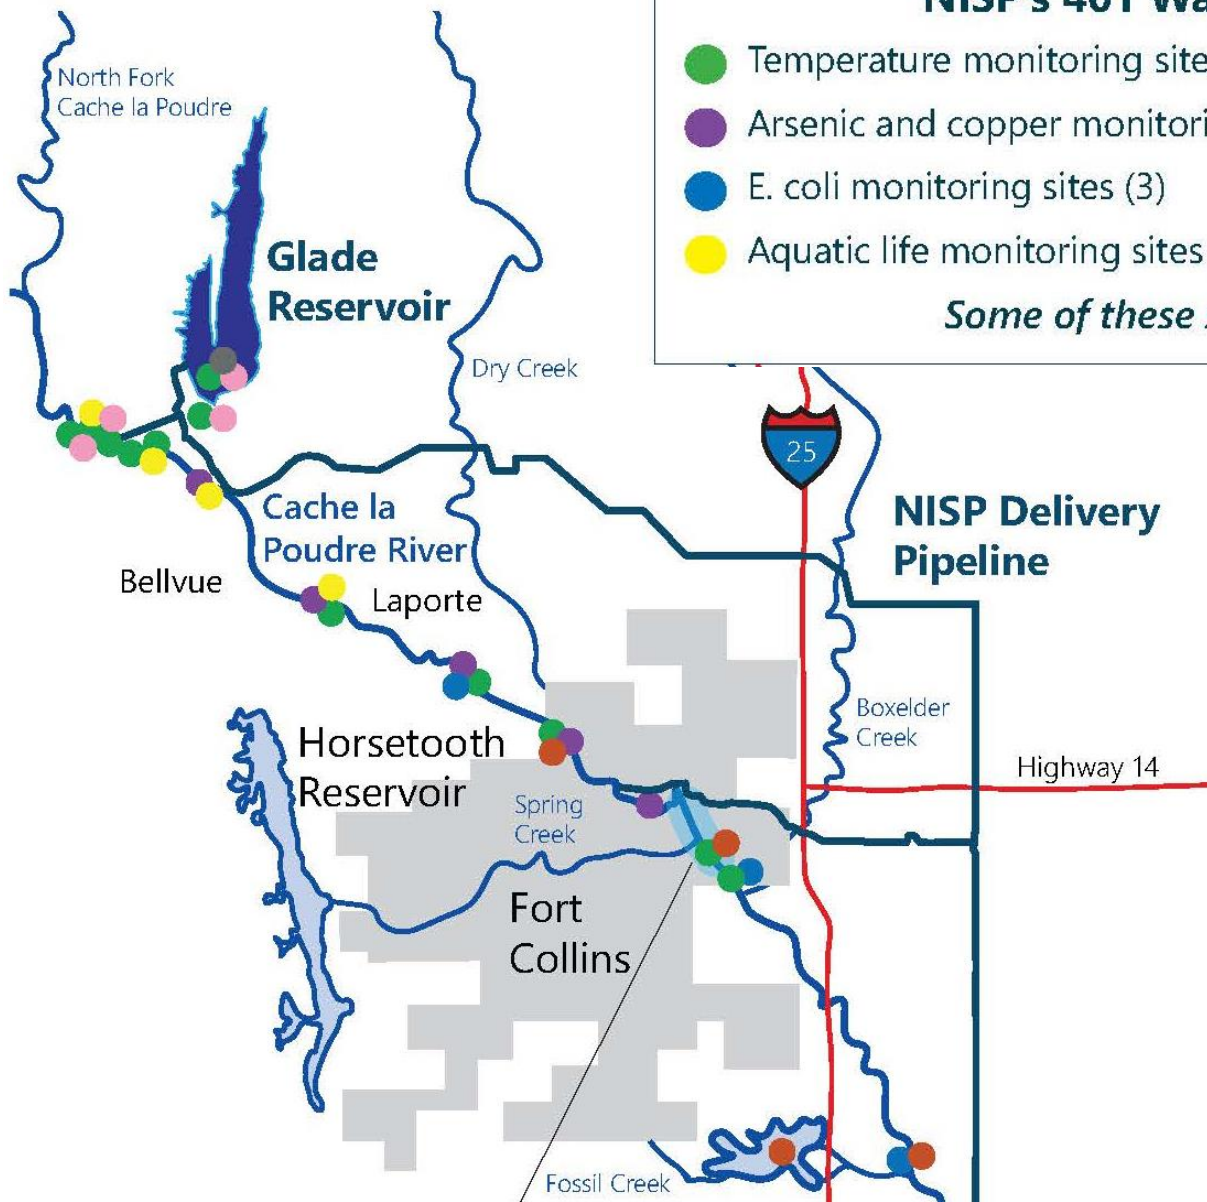 NISP's 401
Temperature monitoring site
Arsenic and copper
E. coli monitoring sites (3)
Aquatic life monitoring sites
Some of these
North Fork
Cache la Poudre
Glade
Reservoir
Dry Creek
25
NISP Delivery
Pipeline
Cache la
Poudre River
Bellvue
Laporte
Boxelder
Creek
Horsetooth
Reservoir
Highway 14
Spring
Creek
Fort
Collins
Fossil Creek